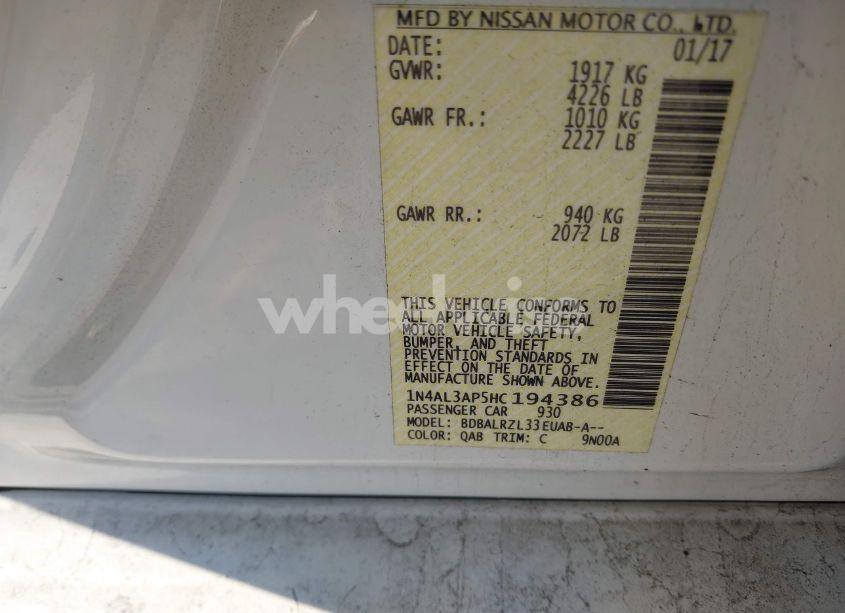 MFD BY NISSAN MOTOR CO., LTD.
DATE: 01/17
GVWR: 1917 KG
4226 LB
GAWR FR.: 1010 KG
2227 LB
GAWR RR.: 940 KG
2072 LB
THIS VEHICLE CONFORMS TO
ALL APPLICABLE FEDERAL
MOTOR VEHICLE SAFETY,
BUMPER, AND THEFT
PREVENTION STANDARDS IN
EFFECT ON THE DATE OF
MANUFACTURE SHOWN ABOVE.
1N4AL3AP5HC194386
PASSENGER CAR 930
MODEL: BDBALRZL33EUAB-A--
COLOR: QAB TRIM: C 9N00A